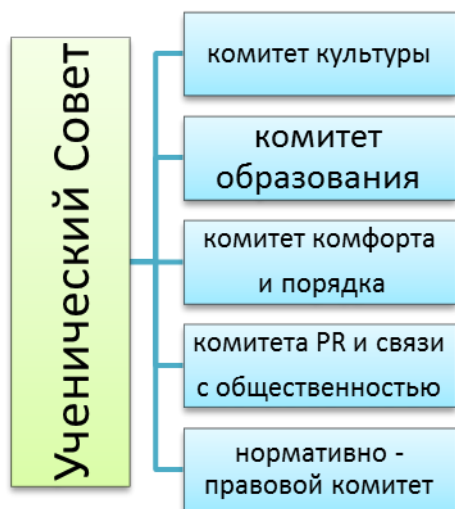 Ученический Совет
комитет культуры
комитет
образования
комитет комфорта
и порядка
комитета PR и связи
с общественностью
нормативно -
правовой комитет